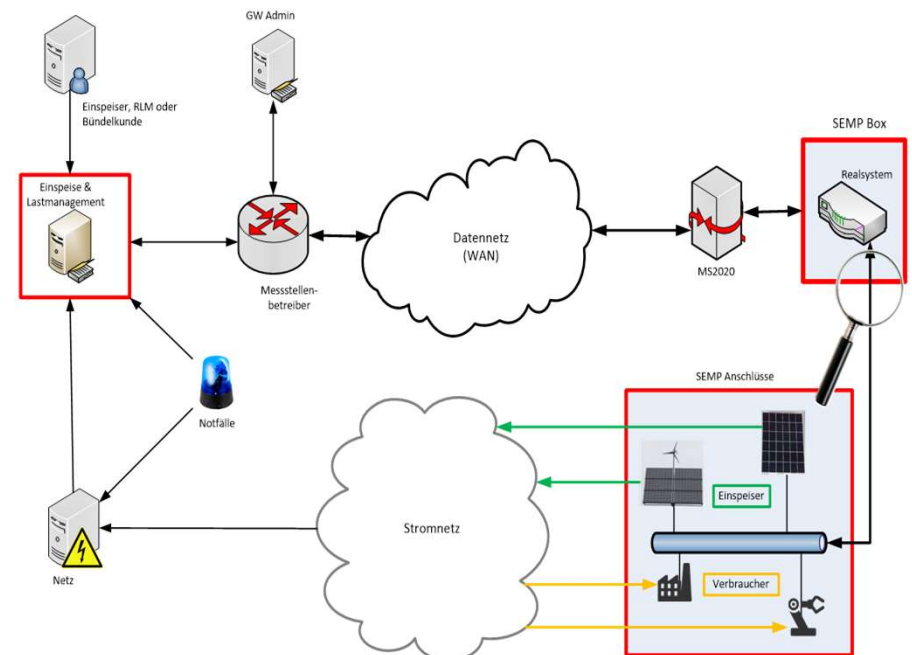 GW Admin
Einspeiser, RLM oder
Bündelkunde
SEMP Box
Einspeise &
Lastmanagement
Realsystem
Datennetz
(WAN)
MS2020
Messstellen-
betreiber
SEMP Anschlüsse
Notfälle
Einspeiser
Stromnetz
Netz
Verbraucher